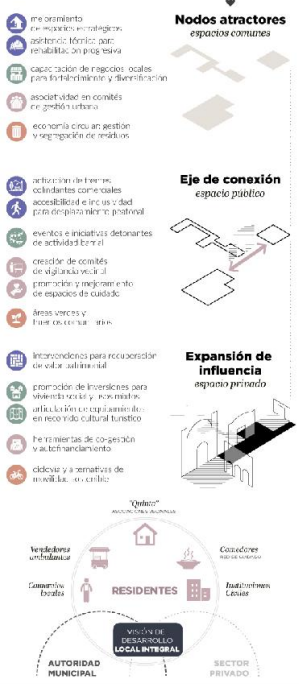 mejoramiento
de espacios estratégicos
asistencia técnica para
rehabilitación progresiva
capacitación de negocios locales
para fortalecimiento y diversificación
asociatividad en comités
de gestión urbana
economía circular: gestión
y segregación de residuos
Nodos atractores
espacios comunes
activación de frentes
colindantes comerciales
accesibilidad e inclusividad
para desplazamiento peatonal
eventos e iniciativas detonantes
de actividad barrial
creación de comités
de vigilancia vecinal
promoción y mejoramiento
de espacios de cuidado
áreas verdes y
huertos comunitarios
Eje de conexión
espacio público
intervenciones para recuperación
de valor patrimonial
promoción de inversiones para
vivienda social y usos mixtos
articulación de equipamiento
en recorrido cultural turístico
herramientas de co-gestión
y autofinanciamiento
ciclovía y alternativas de
movilidad sostenible
Expansión de
influencia
espacio privado
"Quinta"
Vendedores
ambulantes
Comedores
Comercios
locales
RESIDENTES
Instituciones
Civiles
VISIÓN DE
DESARROLLO
LOCAL INTEGRAL
AUTORIDAD
MUNICIPAL
SECTOR
PRIVADO